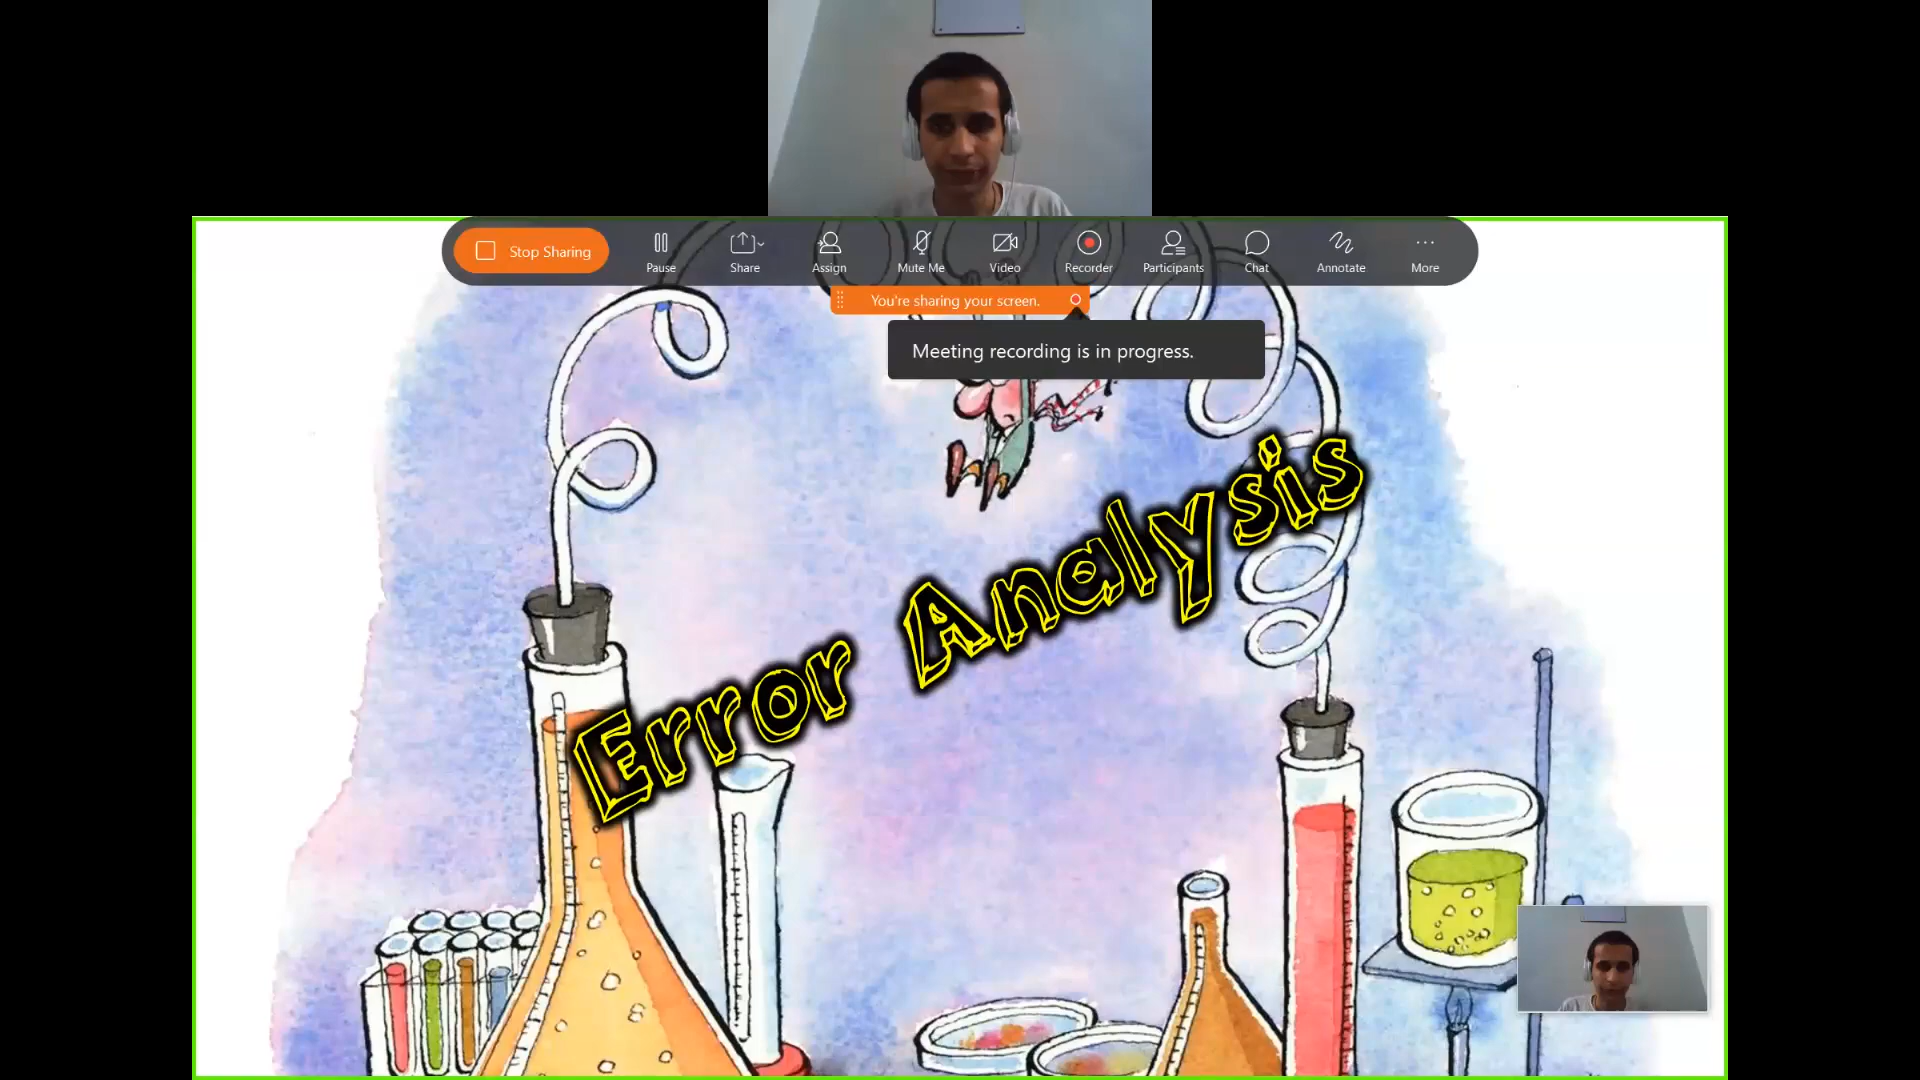 Stop Sharing
Pause
Share
Assign
Mute Me
Video
Recorder
Participants
Chat
Annotate
More
You're sharing your screen.
Meeting recording is in progress.
Error Analysis